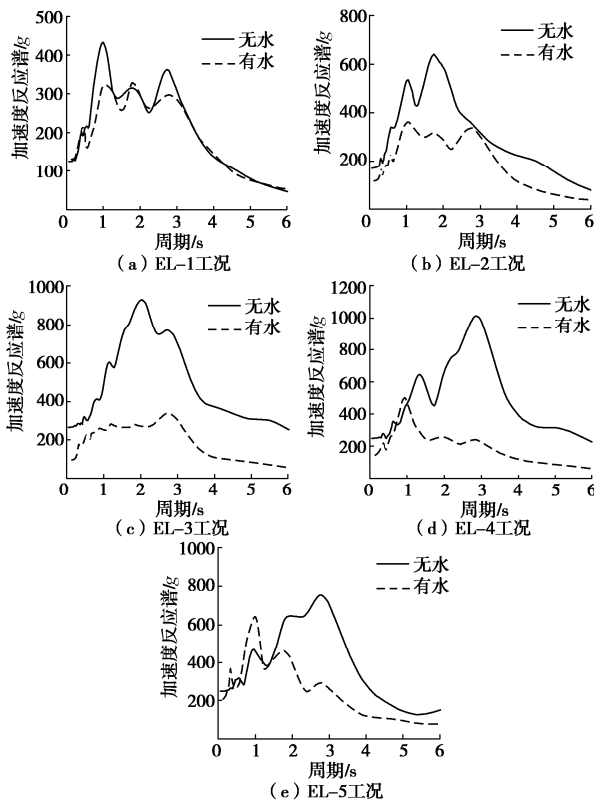 500
400
300
200
100
0
1
2
3
4
5
6
加速度反应谱/g
无水
有水
周期/s
(a)EL-1工况
800
600
400
200
0
1
2
3
4
5
6
加速度反应谱/g
无水
有水
周期/s
(b)EL-2工况
1000
800
600
400
200
0
1
2
3
4
5
6
加速度反应谱/g
无水
有水
周期/s
(c)EL-3工况
1200
1000
800
600
400
200
0
1
2
3
4
5
6
加速度反应谱/g
无水
有水
周期/s
(d)EL-4工况
1000
800
600
400
200
0
1
2
3
4
5
6
加速度反应谱/g
无水
有水
周期/s
(e)EL-5工况